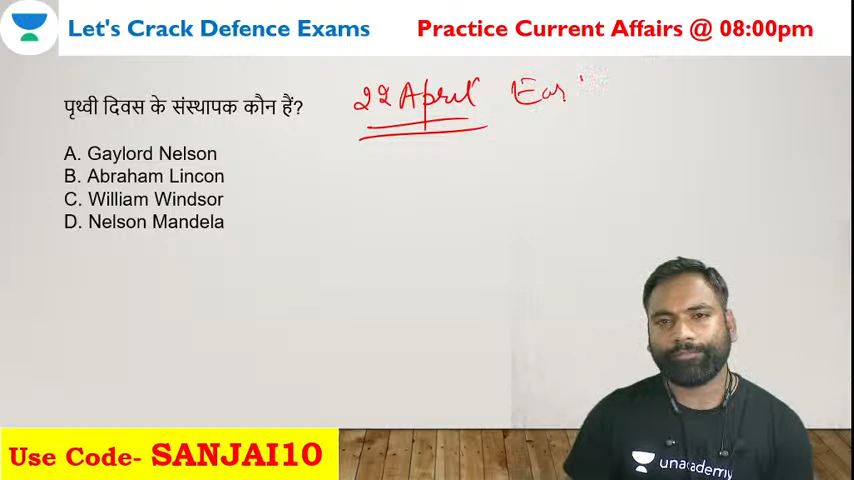 Let's Crack Defence Exams
Practice Current Affairs @ 08:00pm
पृथ्वी दिवस के संस्थापक कौन हैं?
22 April Ear
A. Gaylord Nelson
B. Abraham Lincon
C. William Windsor
D. Nelson Mandela
unacademy
Use Code- SANJAI10